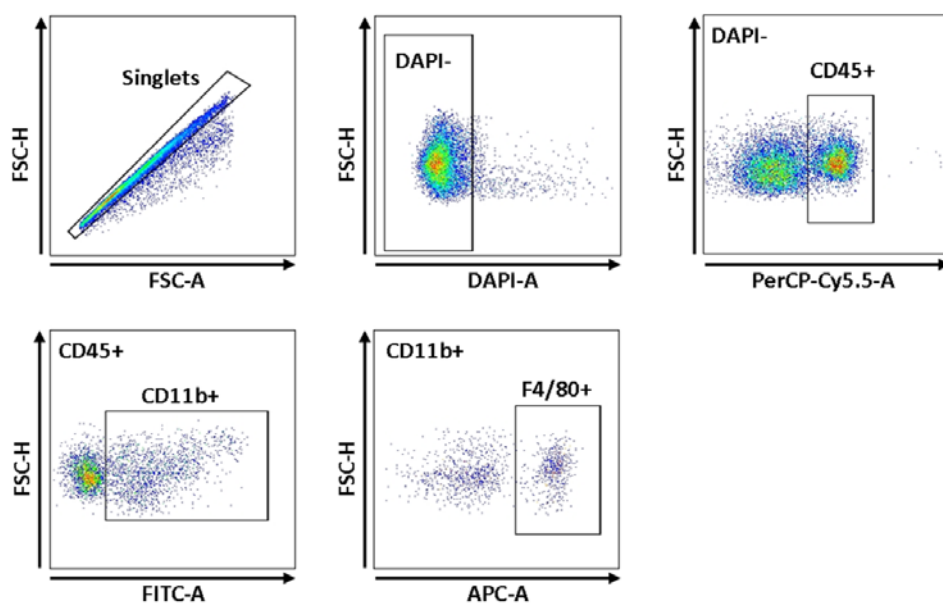 Singlets
FSC-H
FSC-A
DAPI-
FSC-H
DAPI-A
DAPI-
CD45+
FSC-H
PerCP-Cy5.5-A
CD45+
CD11b+
FSC-H
FITC-A
CD11b+
F4/80+
FSC-H
APC-A